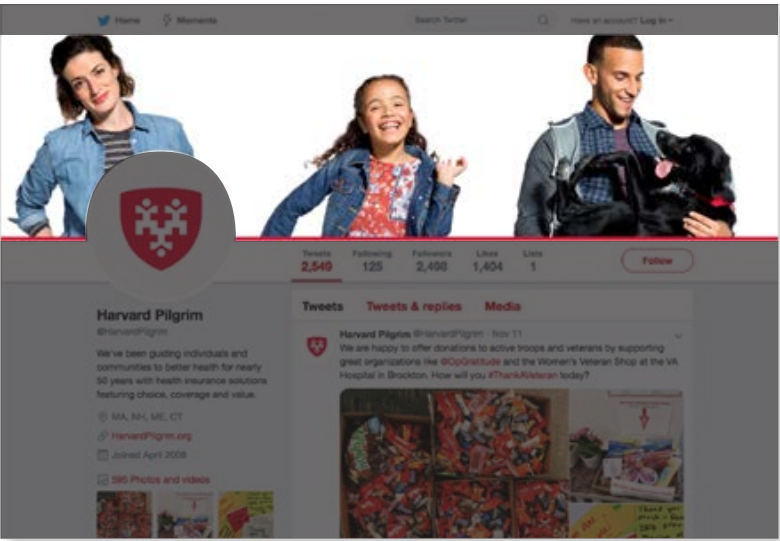 Home Moments Search Twitter Have an account? Log in
Tweets Following Followers Likes Lists
2,549 125 2,498 1,404 1
Follow
Harvard Pilgrim
@HarvardPilgrim
We've been guiding individuals and
communities to better health for nearly
50 years with health insurance solutions
featuring choice, coverage and value.
MA, NH, ME, CT
HarvardPilgrim.org
Joined April 2008
595 Photos and videos
Tweets Tweets & replies Media
Harvard Pilgrim @HarvardPilgrim · Nov 11
We are happy to offer donations to active troops and veterans by supporting
great organizations like @OpGratitude and the Women's Veteran Shop at the VA
Hospital in Brockton. How will you #ThankAVeteran today?
Thank you